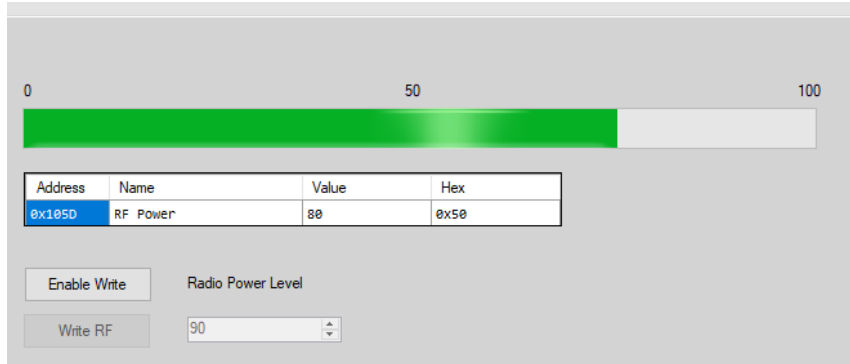 0 50 100
Address Name Value Hex
0x105D RF Power 80 0x50
Enable Write Radio Power Level
Write RF 90